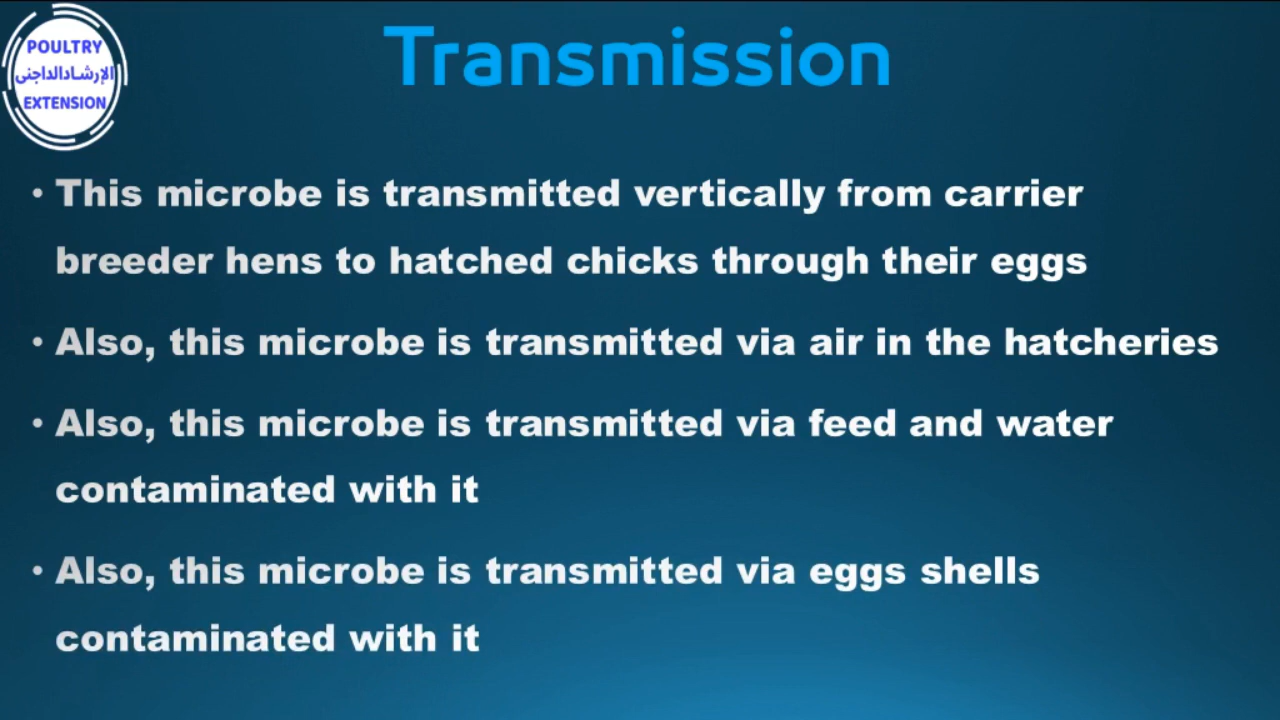 POULTRY
الإرشادالداجنى
EXTENSION
Transmission
• This microbe is transmitted vertically from carrier
breeder hens to hatched chicks through their eggs
• Also, this microbe is transmitted via air in the hatcheries
• Also, this microbe is transmitted via feed and water
contaminated with it
• Also, this microbe is transmitted via eggs shells
contaminated with it